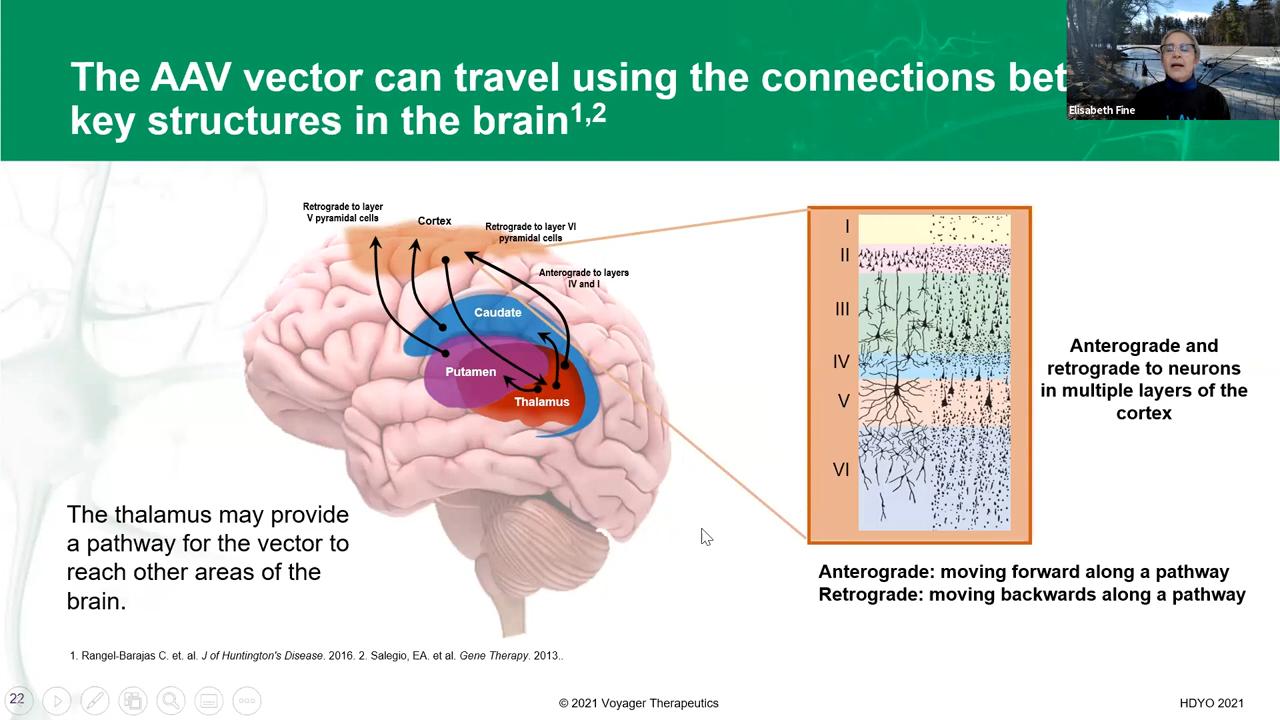 The AAV vector can travel using the connections bet
key structures in the brain1,2
Elisabeth Fine
Retrograde to layer
V pyramidal cells
Cortex
Retrograde to layer VI
pyramidal cells
Anterograde to layers
IV and I
Caudate
Putamen
Thalamus
I
II
III
IV
V
VI
Anterograde and
retrograde to neurons
in multiple layers of the
cortex
The thalamus may provide
a pathway for the vector to
reach other areas of the
brain.
Anterograde: moving forward along a pathway
Retrograde: moving backwards along a pathway
1. Rangel-Barajas C. et. al. J of Huntington's Disease. 2016. 2. Salegio, EA. et al. Gene Therapy. 2013..
22
© 2021 Voyager Therapeutics
HDYO 2021